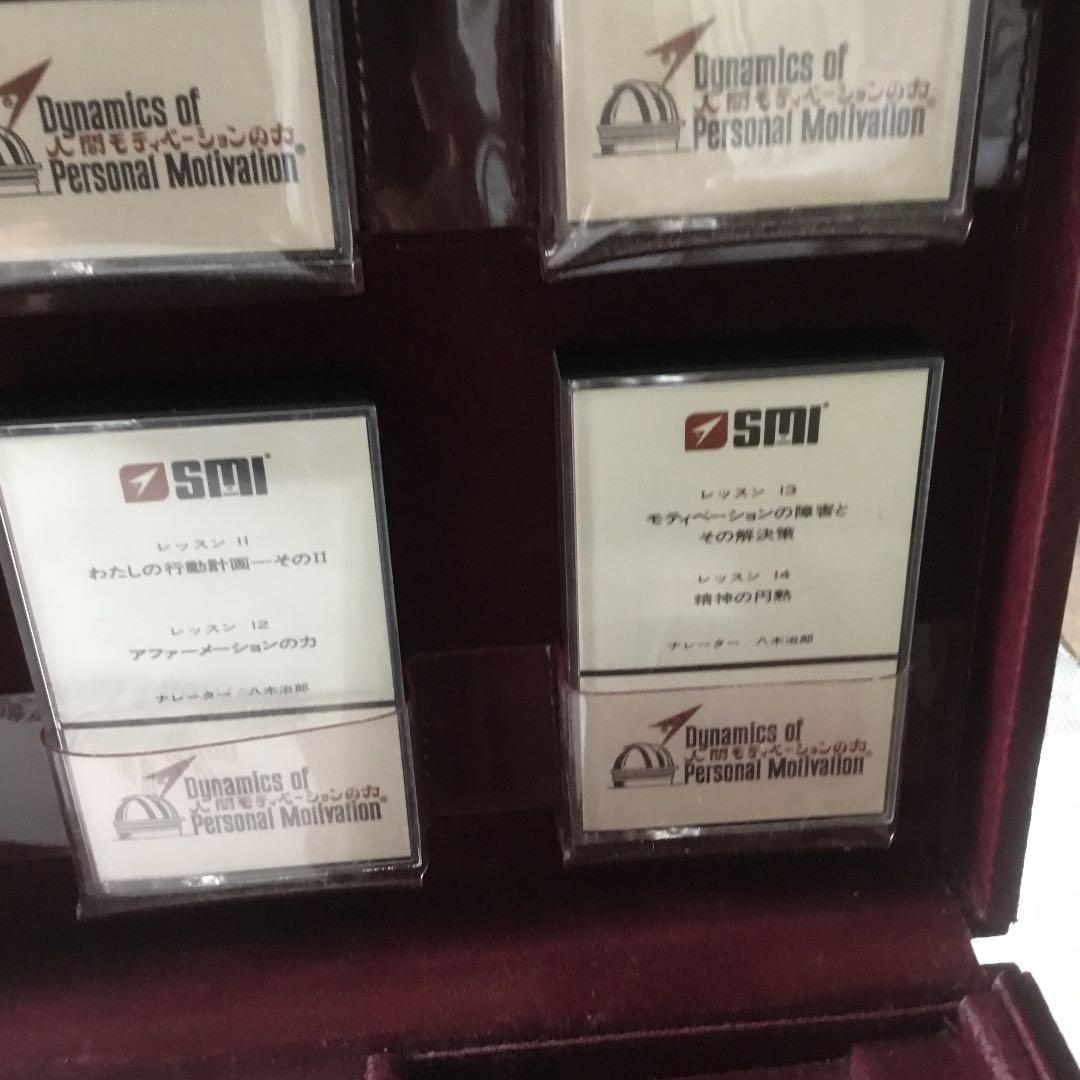 Dynamics of
人間モティベーションの力®
Personal Motivation
Dynamics of
人間モティベーションの力®
Personal Motivation
SMI
レッスン 11
わたしの行動計画—そのII
レッスン 12
アファーメーションの力
ナレーター 八木治郎
Dynamics of
人間モティベーションの力®
Personal Motivation
SMI
レッスン 13
モティベーションの障害と
その解決策
レッスン 14
精神の円熟
ナレーター 八木治郎
Dynamics of
人間モティベーションの力®
Personal Motivation